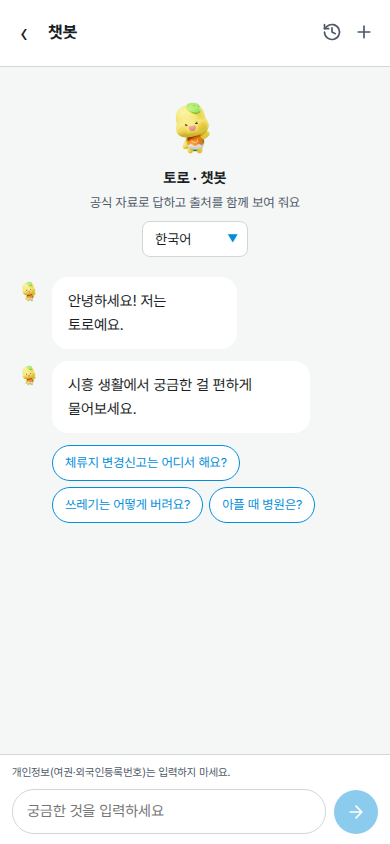 챗봇
토로 · 챗봇
공식 자료로 답하고 출처를 함께 보여 줘요
한국어
안녕하세요! 저는
토로예요.
시흥 생활에서 궁금한 걸 편하게
물어보세요.
체류지 변경신고는 어디서 해요?
쓰레기는 어떻게 버려요?
아플 때 병원은?
개인정보(여권·외국인등록번호)는 입력하지 마세요.
궁금한 것을 입력하세요